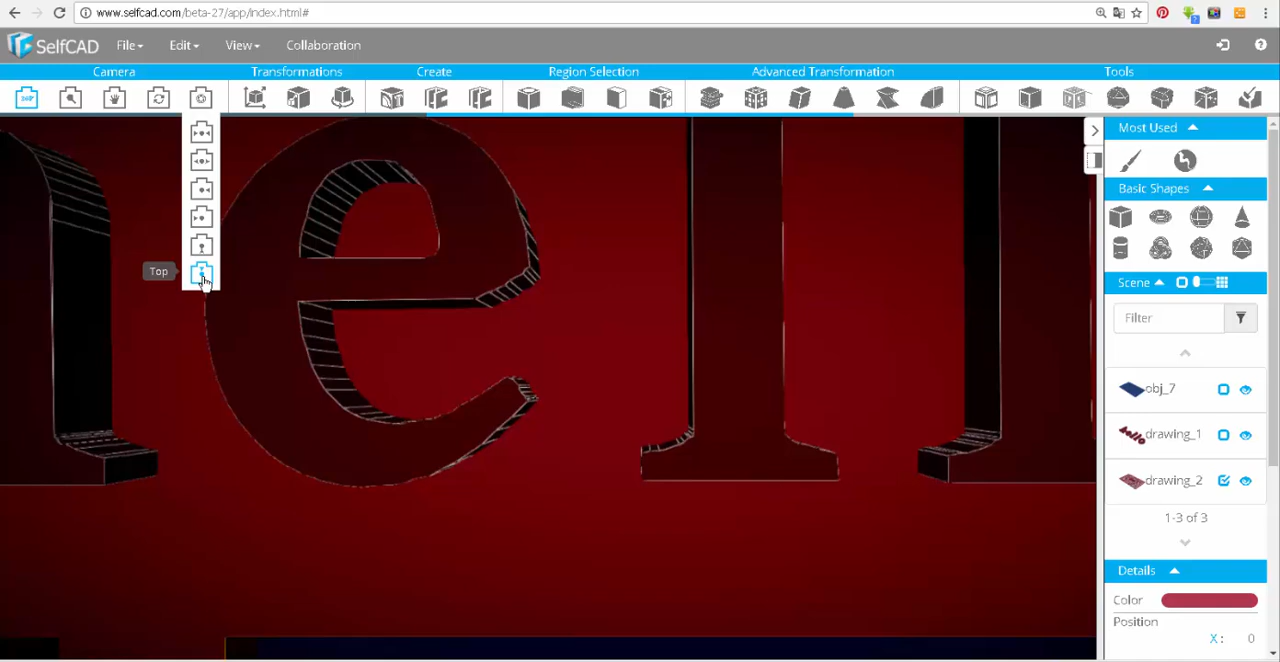 www.selfcad.com/beta-27/app/index.html#
SelfCAD File Edit View Collaboration
Camera Transformations Create Region Selection Advanced Transformation Tools
360°
Most Used
Basic Shapes
Top
Scene
Filter
obj_7
drawing_1
drawing_2
1-3 of 3
Details
Color
Position
X: 0
e l